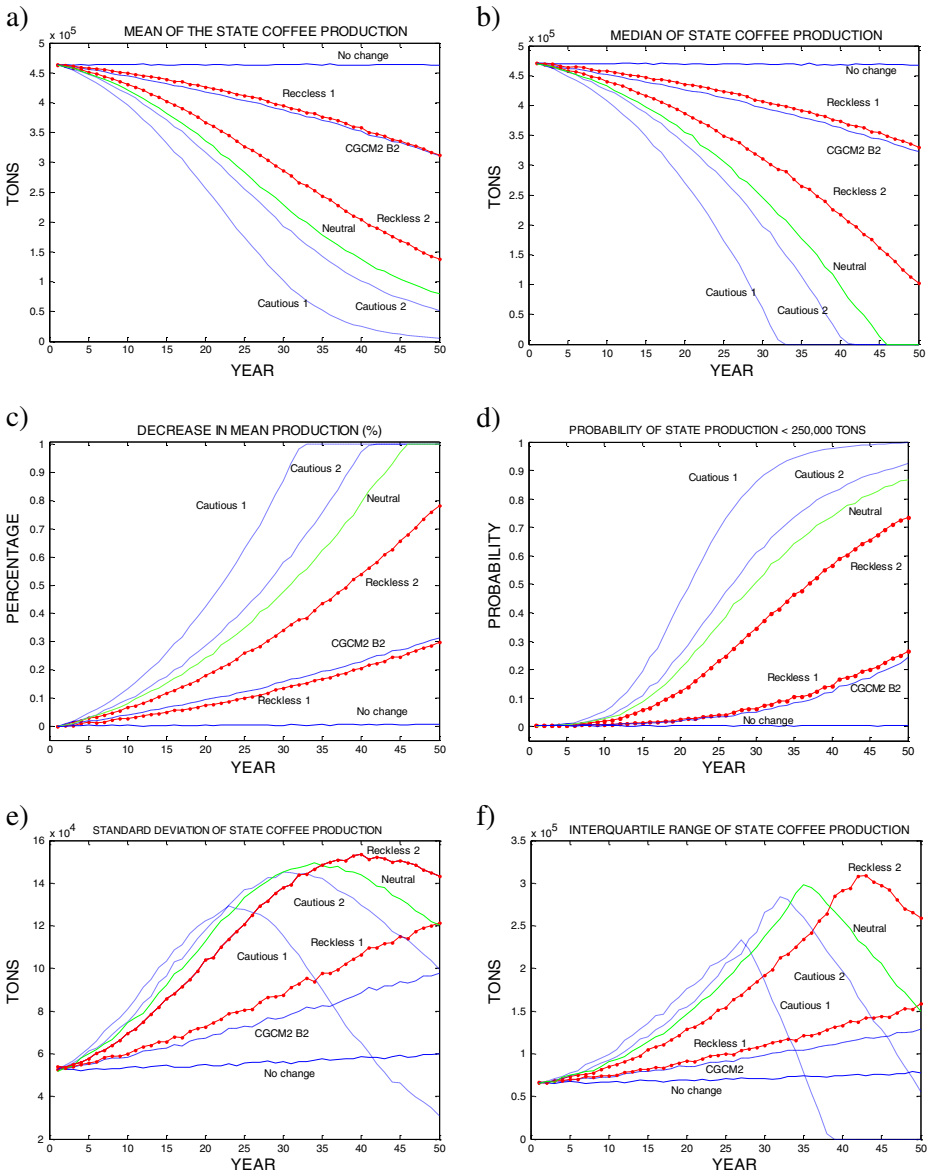 a)
MEAN OF THE STATE COFFEE PRODUCTION
x 10^5
5
4.5
4
3.5
3
2.5
2
1.5
1
0.5
0
TONS
No change
Reccless 1
CGCM2 B2
Reckless 2
Neutral
Cautious 2
Cautious 1
0 5 10 15 20 25 30 35 40 45 50
YEAR
b)
MEDIAN OF STATE COFFEE PRODUCTION
x 10^5
5
4.5
4
3.5
3
2.5
2
1.5
1
0.5
0
TONS
No change
Reckless 1
CGCM2 B2
Reckless 2
Neutral
Cautious 1
Cautious 2
0 5 10 15 20 25 30 35 40 45 50
YEAR
c)
DECREASE IN MEAN PRODUCTION (%)
1
0.9
0.8
0.7
0.6
0.5
0.4
0.3
0.2
0.1
0
PERCENTAGE
Cautious 2
Cautious 1
Neutral
Reckless 2
CGCM2 B2
Reckless 1
No change
0 5 10 15 20 25 30 35 40 45 50
YEAR
d)
PROBABILITY OF STATE PRODUCTION < 250,000 TONS
1
0.9
0.8
0.7
0.6
0.5
0.4
0.3
0.2
0.1
0
PROBABILITY
Cuatious 1
Cautious 2
Neutral
Reckless 2
Reckless 1
CGCM2 B2
No change
0 5 10 15 20 25 30 35 40 45 50
YEAR
e)
STANDARD DEVIATION OF STATE COFFEE PRODUCTION
x 10^4
16
14
12
10
8
6
4
2
TONS
Reckless 2
Neutral
Cautious 2
Reckless 1
Cautious 1
CGCM2 B2
No change
0 5 10 15 20 25 30 35 40 45 50
YEAR
f)
INTERQUARTILE RANGE OF STATE COFFEE PRODUCTION
x 10^5
3.5
3
2.5
2
1.5
1
0.5
0
TONS
Reckless 2
Neutral
Cautious 2
Cautious 1
Reckless 1
CGCM2
No change
0 5 10 15 20 25 30 35 40 45 50
YEAR